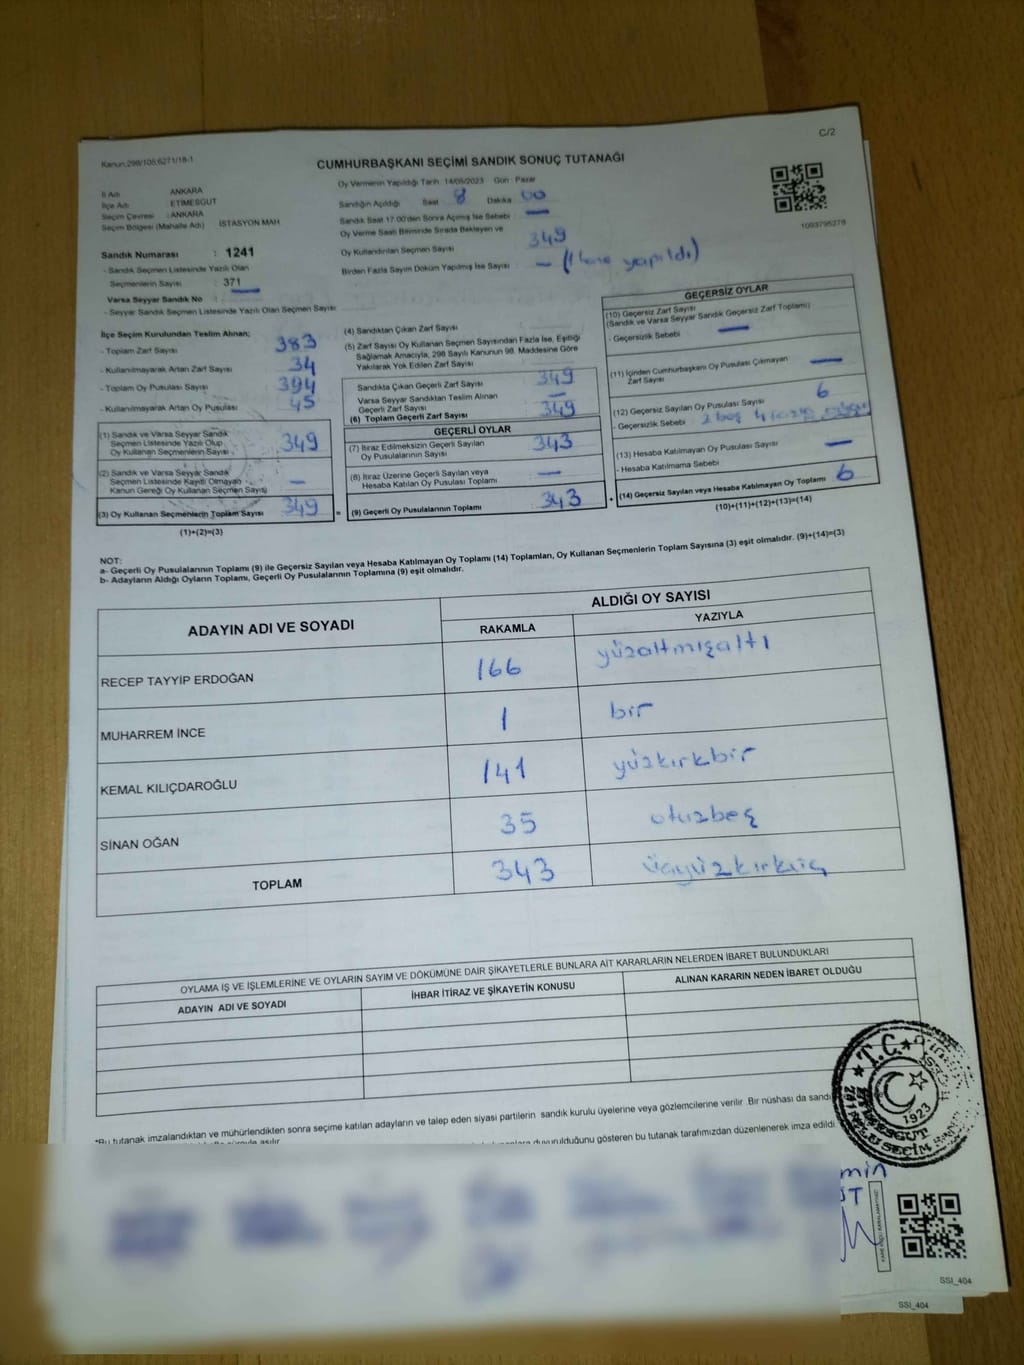 C/2
Kanun.298/105,6271/18-1
CUMHURBAŞKANI SEÇİMİ SANDIK SONUÇ TUTANAĞI
İl Adı ANKARA
İlçe Adı ETİMESGUT
Seçim Çevresi : ANKARA
Seçim Bölgesi (Mahalle Adı) İSTASYON MAH
Sandık Numarası : 1241
- Sandık Seçmen Listesinde Yazılı Olan
Seçmenlerin Sayısı : 371
Varsa Seyyar Sandık No :
- Seyyar Sandık Seçmen Listesinde Yazılı Olan Seçmen Sayısı :
Oy Vermenin Yapıldığı Tarih 14/05/2023 Gün : Pazar
Sandığın Açıldığı Saat 8 Dakika 00
Sandık Saat 17.00'den Sonra Açılmış İse Sebebi : —
Oy Verme Saati Bitiminde Sırada Bekleyen ve
Oy Kullandırılan Seçmen Sayısı 349
Birden Fazla Sayım Döküm Yapılmış İse Sayısı : — (1 kere yapıldı)
1093795278
İlçe Seçim Kurulundan Teslim Alınan;
- Toplam Zarf Sayısı 383
- Kullanılmayarak Artan Zarf Sayısı 34
- Toplam Oy Pusulası Sayısı 394
- Kullanılmayarak Artan Oy Pusulası 45
(1) Sandık ve Varsa Seyyar Sandık
Seçmen Listesinde Yazılı Olup
Oy Kullanan Seçmenlerin Sayısı 349
(2) Sandık ve Varsa Seyyar Sandık
Seçmen Listesinde Kayıtlı Olmayan
Kanun Gereği Oy Kullanan Seçmen Sayısı —
(3) Oy Kullanan Seçmenlerin Toplam Sayısı 349
(1)+(2)=(3)
(4) Sandıktan Çıkan Zarf Sayısı
(5) Zarf Sayısı Oy Kullanan Seçmen Sayısından Fazla İse, Eşitliği
Sağlamak Amacıyla, 298 Sayılı Kanunun 98. Maddesine Göre
Yakılarak Yok Edilen Zarf Sayısı
Sandıkta Çıkan Geçerli Zarf Sayısı 349
Varsa Seyyar Sandıktan Teslim Alınan
Geçerli Zarf Sayısı —
(6) Toplam Geçerli Zarf Sayısı 349
GEÇERLİ OYLAR
(7) İtiraz Edilmeksizin Geçerli Sayılan
Oy Pusulalarının Sayısı 343
(8) İtiraz Üzerine Geçerli Sayılan veya
Hesaba Katılan Oy Pusulası Toplamı —
= (9) Geçerli Oy Pusulalarının Toplamı 343
GEÇERSİZ OYLAR
(10) Geçersiz Zarf Sayısı
(Sandık ve Varsa Seyyar Sandık Geçersiz Zarf Toplamı)
- Geçersizlik Sebebi —
(11) İçinden Cumhurbaşkanı Oy Pusulası Çıkmayan
Zarf Sayısı —
(12) Geçersiz Sayılan Oy Pusulası Sayısı 6
- Geçersizlik Sebebi : 2 boş 4
(13) Hesaba Katılmayan Oy Pusulası Sayısı —
- Hesaba Katılmama Sebebi
+ (14) Geçersiz Sayılan veya Hesaba Katılmayan Oy Toplamı 6
(10)+(11)+(12)+(13)=(14)
NOT:
a- Geçerli Oy Pusulalarının Toplamı (9) ile Geçersiz Sayılan veya Hesaba Katılmayan Oy Toplamı (14) Toplamları, Oy Kullanan Seçmenlerin Toplam Sayısına (3) eşit olmalıdır. (9)+(14)=(3)
b- Adayların Aldığı Oyların Toplamı, Geçerli Oy Pusulalarının Toplamına (9) eşit olmalıdır.
ADAYIN ADI VE SOYADI ALDIĞI OY SAYISI
RAKAMLA YAZIYLA
RECEP TAYYİP ERDOĞAN 166 yüzaltmışaltı
MUHARREM İNCE 1 bir
KEMAL KILIÇDAROĞLU 141 yüzkırkbir
SİNAN OĞAN 35 otuzbeş
TOPLAM 343 üçyüzkırküç
OYLAMA İŞ VE İŞLEMLERİNE VE OYLARIN SAYIM VE DÖKÜMÜNE DAİR ŞİKAYETLERLE BUNLARA AİT KARARLARIN NELERDEN İBARET BULUNDUKLARI
ADAYIN ADI VE SOYADI İHBAR İTİRAZ VE ŞİKAYETİN KONUSU ALINAN KARARIN NEDEN İBARET OLDUĞU
*Bu tutanak imzalandıktan ve mühürlendikten sonra seçime katılan adayların ve talep eden siyasi partilerin sandık kurulu üyelerine veya gözlemcilerine verilir. Bir nüshası da
duyurulduğunu gösteren bu tutanak tarafımızdan düzenlenerek imza edildi.
T.C.
ETİMESGUT
1923
SSI_404
SSI_404